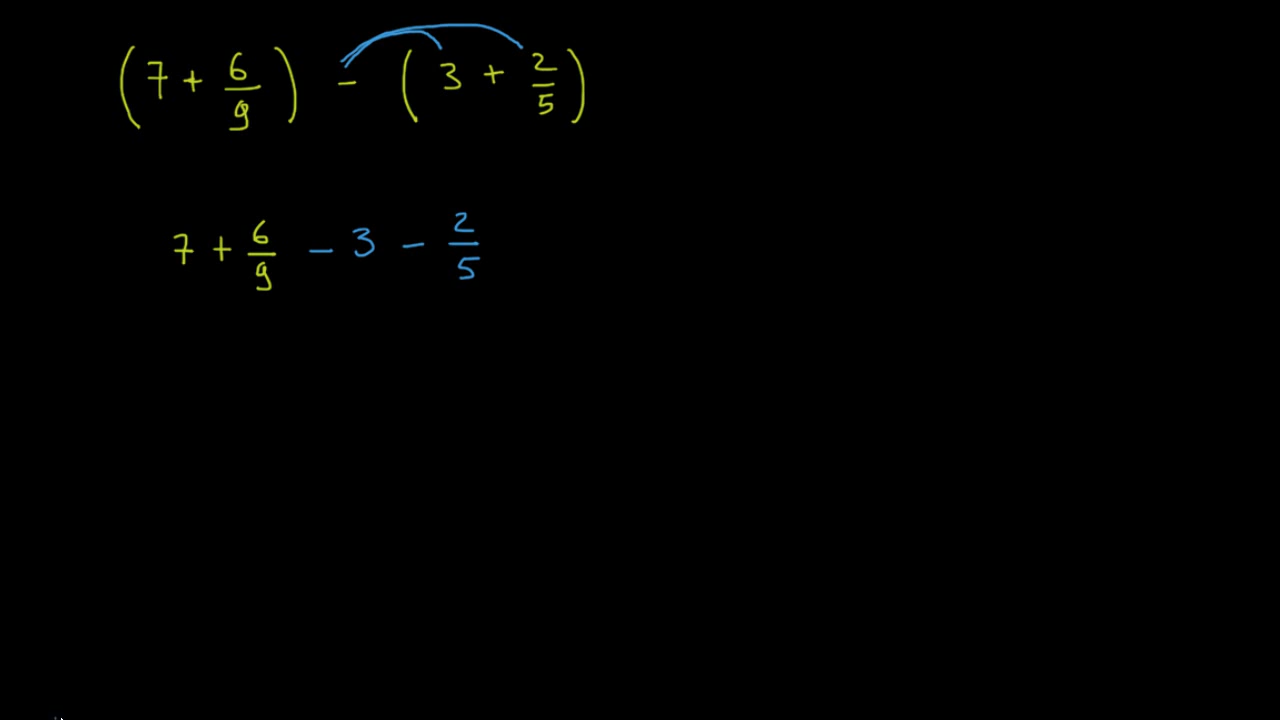 (7 + 6/9) - (3 + 2/5)
7 + 6/9 - 3 - 2/5